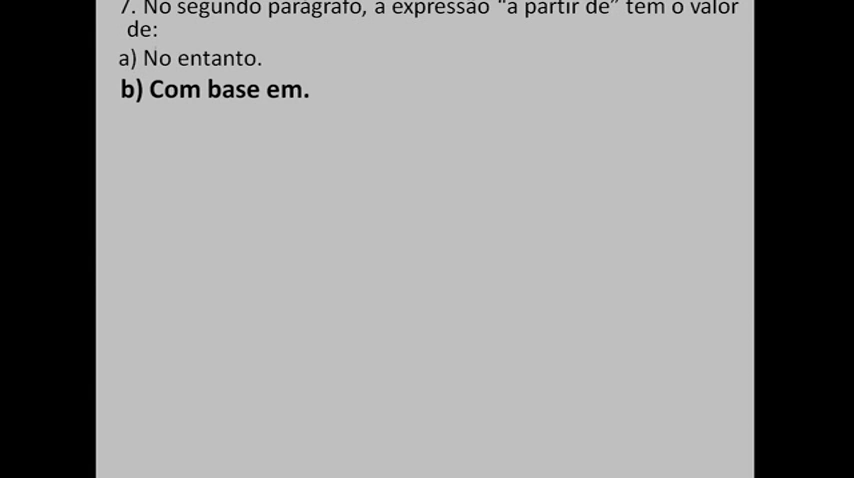 7. No segundo parágrafo, a expressão “a partir de” tem o valor
de:
a) No entanto.
b) Com base em.